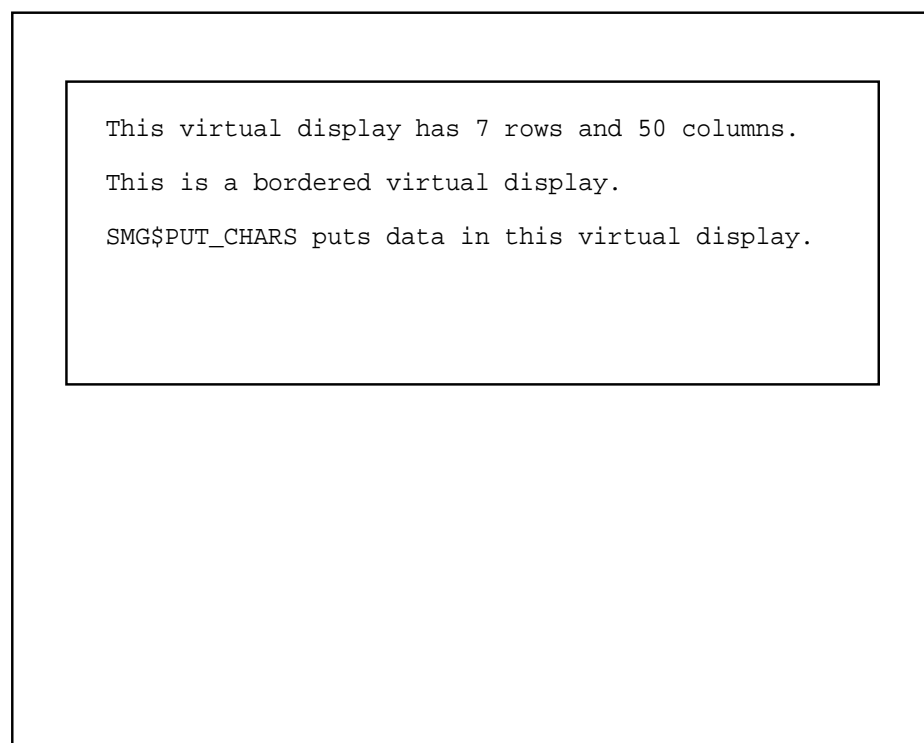 This virtual display has 7 rows and 50 columns.
This is a bordered virtual display.
SMG$PUT_CHARS puts data in this virtual display.